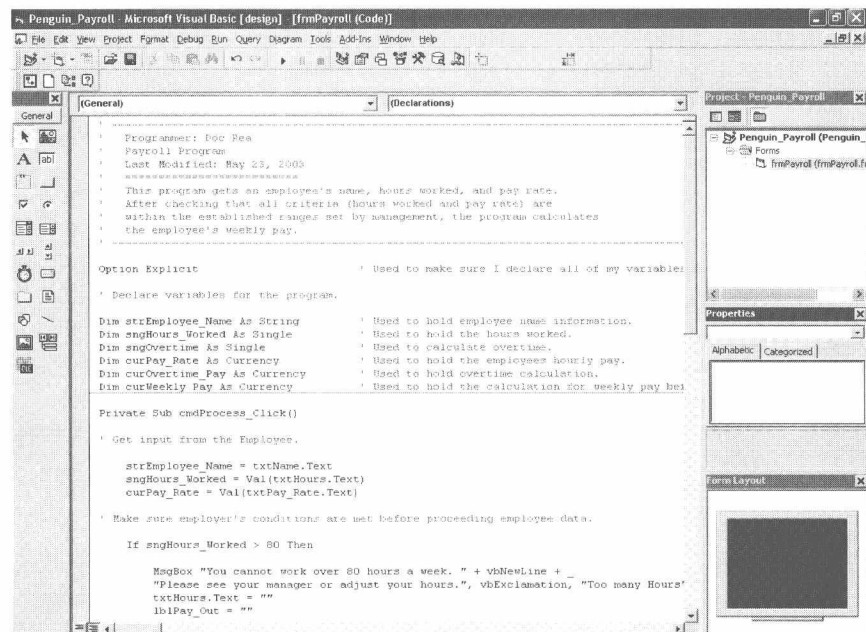 Penguin_Payroll - Microsoft Visual Basic [design] - [frmPayroll (Code)]
File Edit View Project Format Debug Run Query Diagram Tools Add-Ins Window Help
General
(General)
(Declarations)
' Programmer: Doc Rea
' Payroll Program
' Last Modified: May 23, 2003
' ==========================
' This program gets an employee's name, hours worked, and pay rate.
' After checking that all criteria (hours worked and pay rate) are
' within the established ranges set by management, the program calculates
' the employee's weekly pay.
Option Explicit ' Used to make sure I declare all of my variables
' Declare variables for the program.
Dim strEmployee_Name As String ' Used to hold employee name information.
Dim sngHours_Worked As Single ' Used to hold the hours worked.
Dim sngOvertime As Single ' Used to calculate overtime.
Dim curPay_Rate As Currency ' Used to hold the employees hourly pay.
Dim curOvertime_Pay As Currency ' Used to hold overtime calculation.
Dim curWeekly_Pay As Currency ' Used to hold the calculation for weekly pay bei
Private Sub cmdProcess_Click()
' Get input from the Employee.
strEmployee_Name = txtName.Text
sngHours_Worked = Val(txtHours.Text)
curPay_Rate = Val(txtPay_Rate.Text)
' Make sure employer's conditions are met before proceeding employee data.
If sngHours_Worked > 80 Then
MsgBox "You cannot work over 80 hours a week. " + vbNewLine + _
"Please see your manager or adjust your hours.", vbExclamation, "Too many Hours"
txtHours.Text = ""
lblPay_Out = ""
Project - Penguin_Payroll
Penguin_Payroll (Penguin_
Forms
frmPayroll (frmPayroll.fr
Properties
Alphabetic Categorized
Form Layout